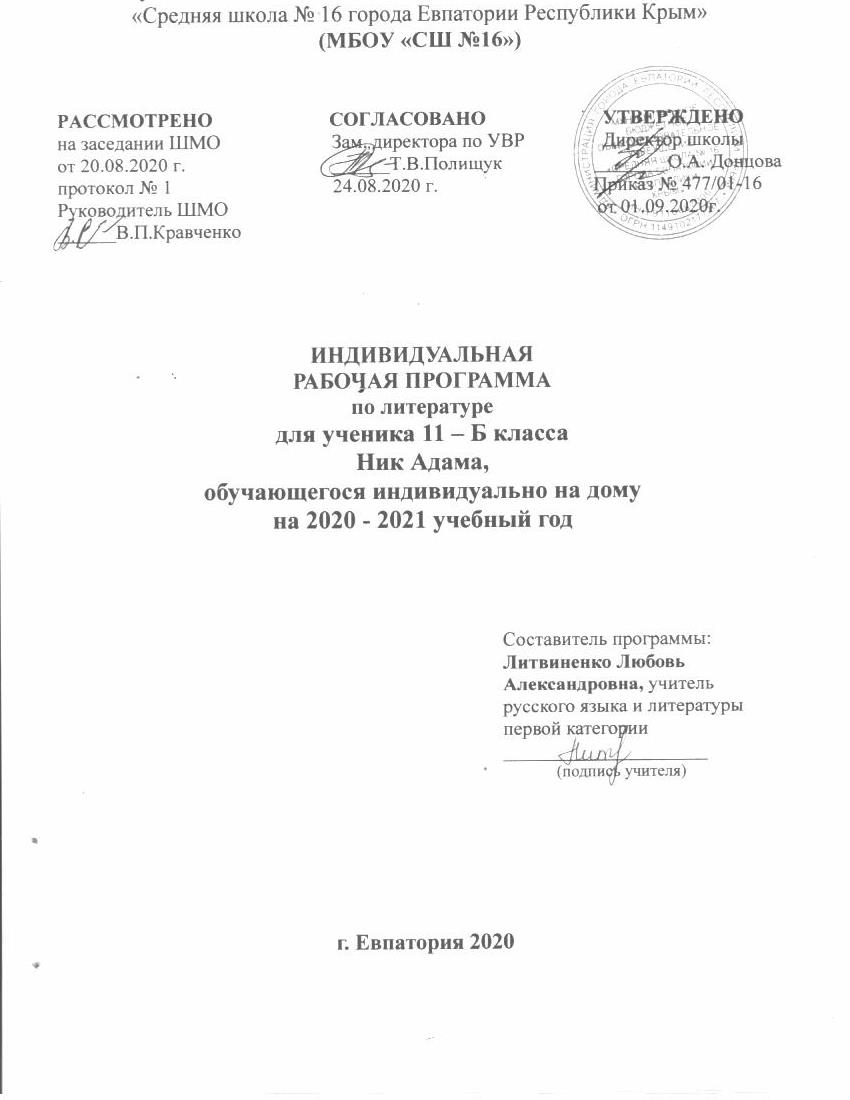 «Средняя школа № 16 города Евпатории Республики Крым»
(МБОУ «СШ №16»)
РАССМОТРЕНО
на заседании ШМО
от 20.08.2020 г.
протокол № 1
Руководитель ШМО
В.П.Кравченко
СОГЛАСОВАНО
Зам. директора по УВР
Т.В.Полищук
24.08.2020 г.
УТВЕРЖДЕНО
Директор школы
О.А. Донцова
Приказ № 477/01-16
от 01.09.2020г.
ИНДИВИДУАЛЬНАЯ
РАБОЧАЯ ПРОГРАММА
по литературе
для ученика 11 – Б класса
Ник Адама,
обучающегося индивидуально на дому
на 2020 - 2021 учебный год
Составитель программы:
Литвиненко Любовь
Александровна, учитель
русского языка и литературы
первой категории
(подпись учителя)
г. Евпатория 2020